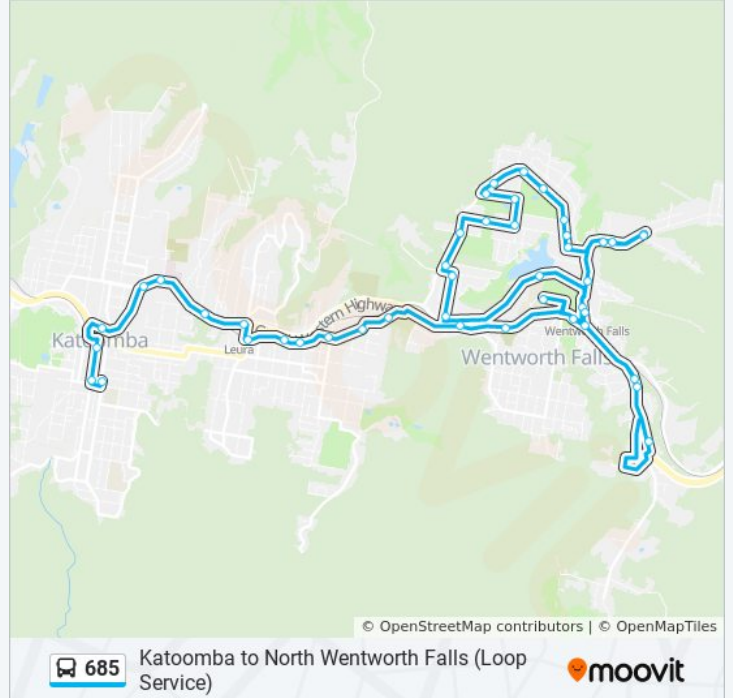 Western Highway
Katoomba
Leura
Wentworth Falls
Wentworth Falls
© OpenStreetMap contributors | © OpenMapTiles
685
Katoomba to North Wentworth Falls (Loop
Service)
moovit